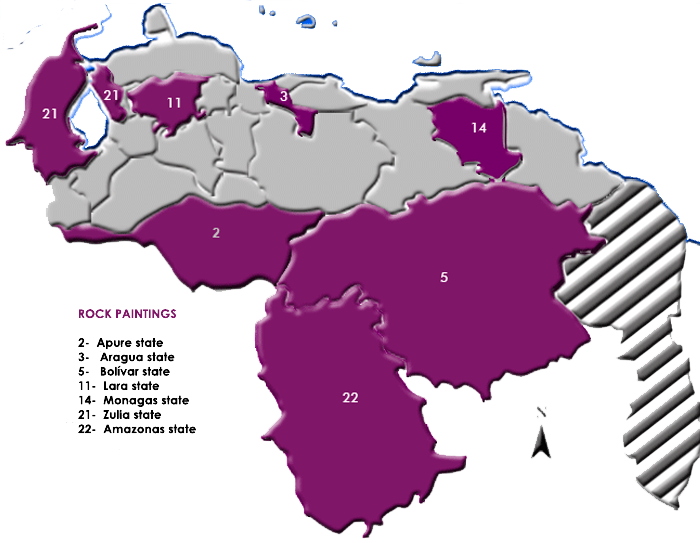 21
21
11
3
14
2
5
22
ROCK PAINTINGS
2- Apure state
3- Aragua state
5- Bolívar state
11- Lara state
14- Monagas state
21- Zulia state
22- Amazonas state
N